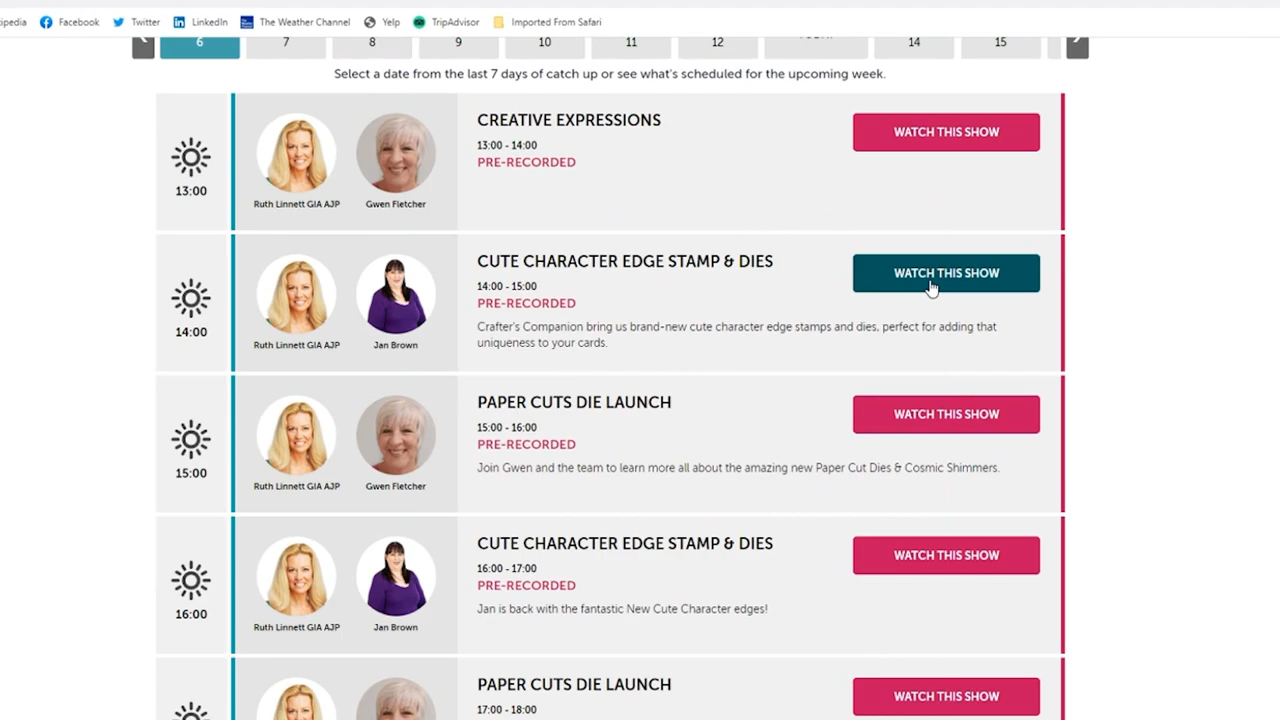 ipedia Facebook Twitter LinkedIn The Weather Channel Yelp TripAdvisor Imported From Safari
6 7 8 9 10 11 12 14 15
Select a date from the last 7 days of catch up or see what's scheduled for the upcoming week.
13:00
Ruth Linnett GIA AJP Gwen Fletcher
CREATIVE EXPRESSIONS
13:00 - 14:00
PRE-RECORDED
WATCH THIS SHOW
14:00
Ruth Linnett GIA AJP Jan Brown
CUTE CHARACTER EDGE STAMP & DIES
14:00 - 15:00
PRE-RECORDED
Crafter's Companion bring us brand-new cute character edge stamps and dies, perfect for adding that
uniqueness to your cards.
WATCH THIS SHOW
15:00
Ruth Linnett GIA AJP Gwen Fletcher
PAPER CUTS DIE LAUNCH
15:00 - 16:00
PRE-RECORDED
Join Gwen and the team to learn more all about the amazing new Paper Cut Dies & Cosmic Shimmers.
WATCH THIS SHOW
16:00
Ruth Linnett GIA AJP Jan Brown
CUTE CHARACTER EDGE STAMP & DIES
16:00 - 17:00
PRE-RECORDED
Jan is back with the fantastic New Cute Character edges!
WATCH THIS SHOW
PAPER CUTS DIE LAUNCH
17:00 - 18:00
WATCH THIS SHOW